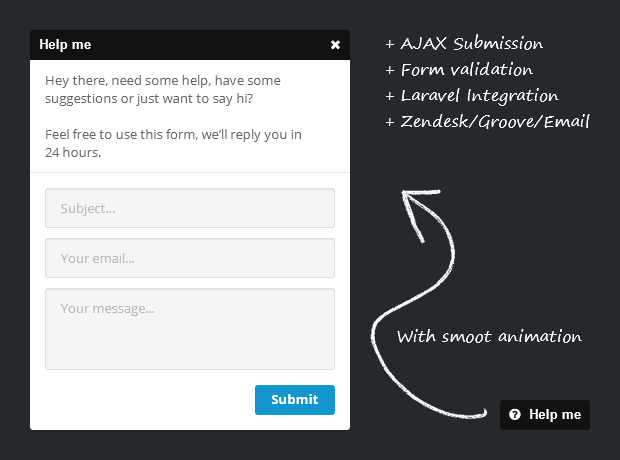 Help me
Hey there, need some help, have some
suggestions or just want to say hi?
Feel free to use this form, we'll reply you in
24 hours.
Subject...
Your email...
Your message...
Submit
+ AJAX Submission
+ Form validation
+ Laravel Integration
+ Zendesk/Groove/Email
With smoot animation
Help me